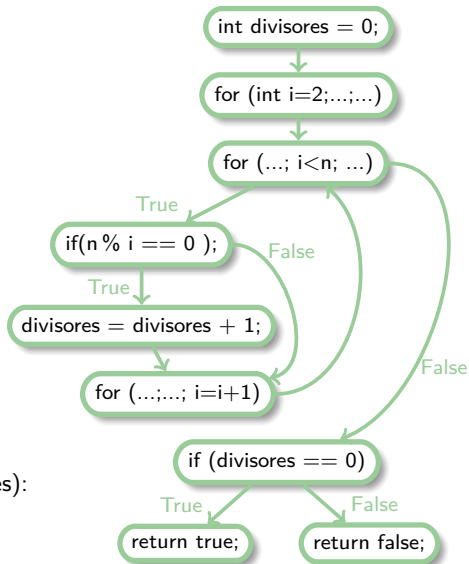 int divisores = 0;
for (int i=2;...;...)
for (...; i<n; ...)
True
if(n % i == 0 );
False
True
divisores = divisores + 1;
False
for (...;...; i=i+1)
if (divisores == 0)
es):
True
False
return true;
return false;